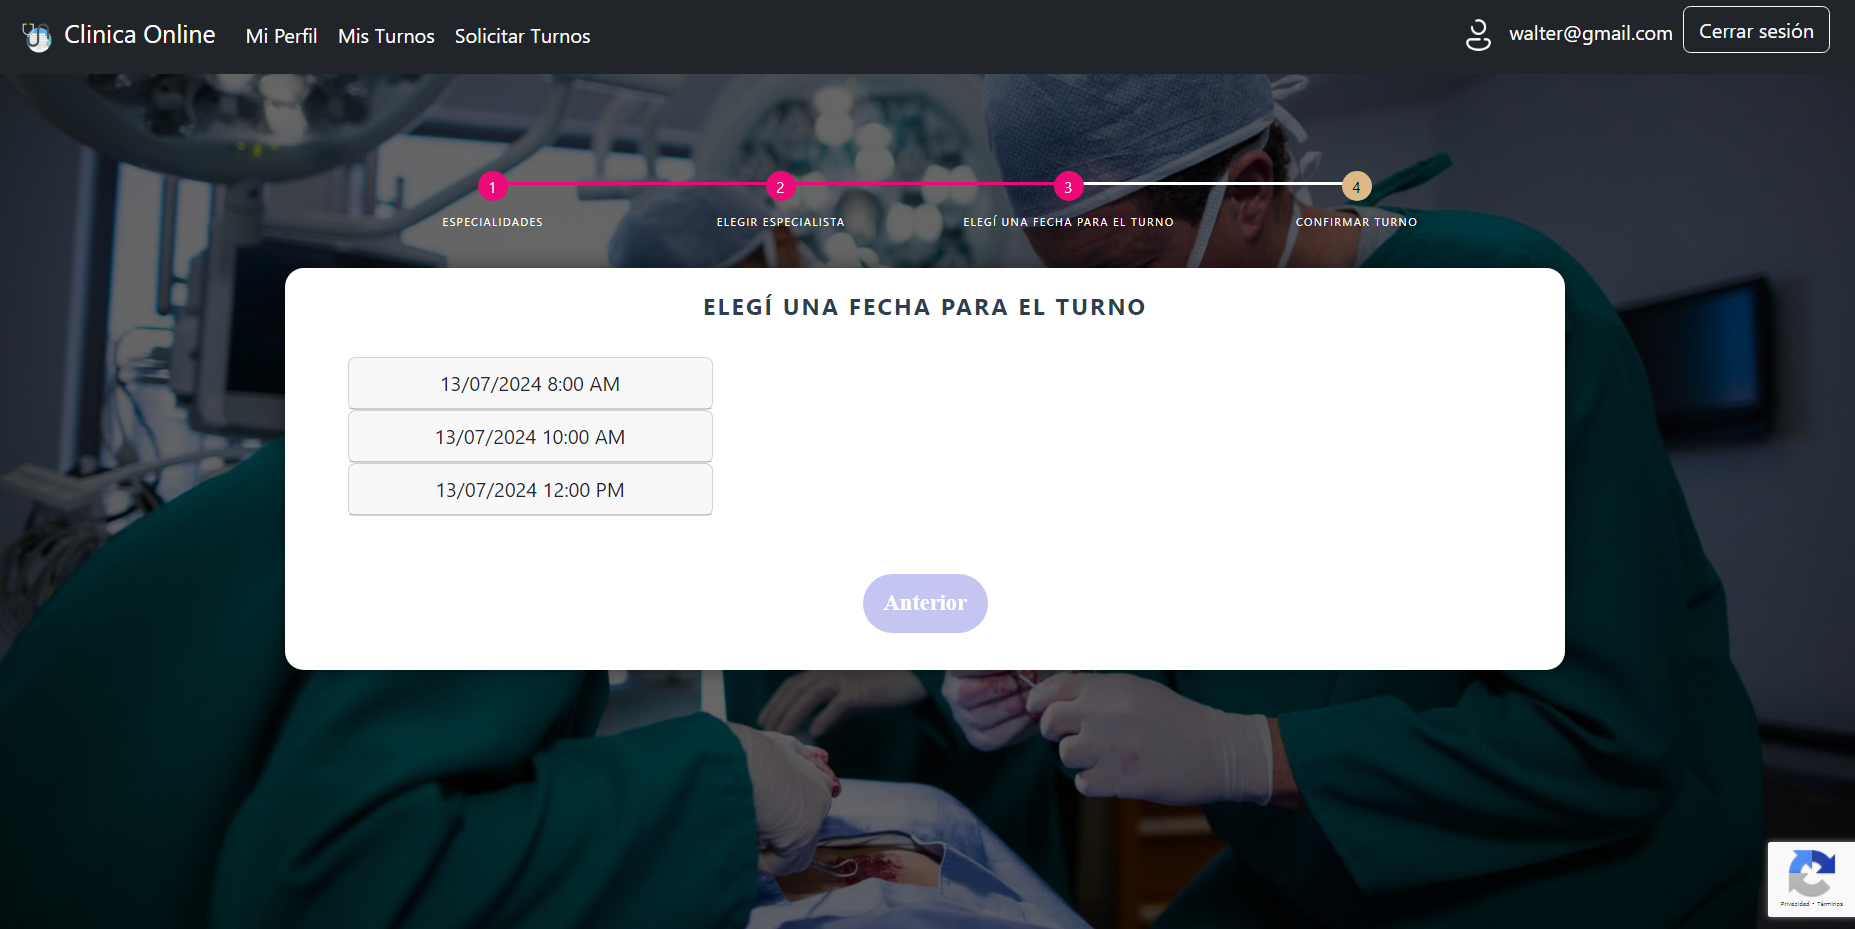 Clinica Online Mi Perfil Mis Turnos Solicitar Turnos walter@gmail.com Cerrar sesión
1 2 3 4
ESPECIALIDADES ELEGIR ESPECIALISTA ELEGÍ UNA FECHA PARA EL TURNO CONFIRMAR TURNO
ELEGÍ UNA FECHA PARA EL TURNO
13/07/2024 8:00 AM
13/07/2024 10:00 AM
13/07/2024 12:00 PM
Anterior
Privacidad • Términos